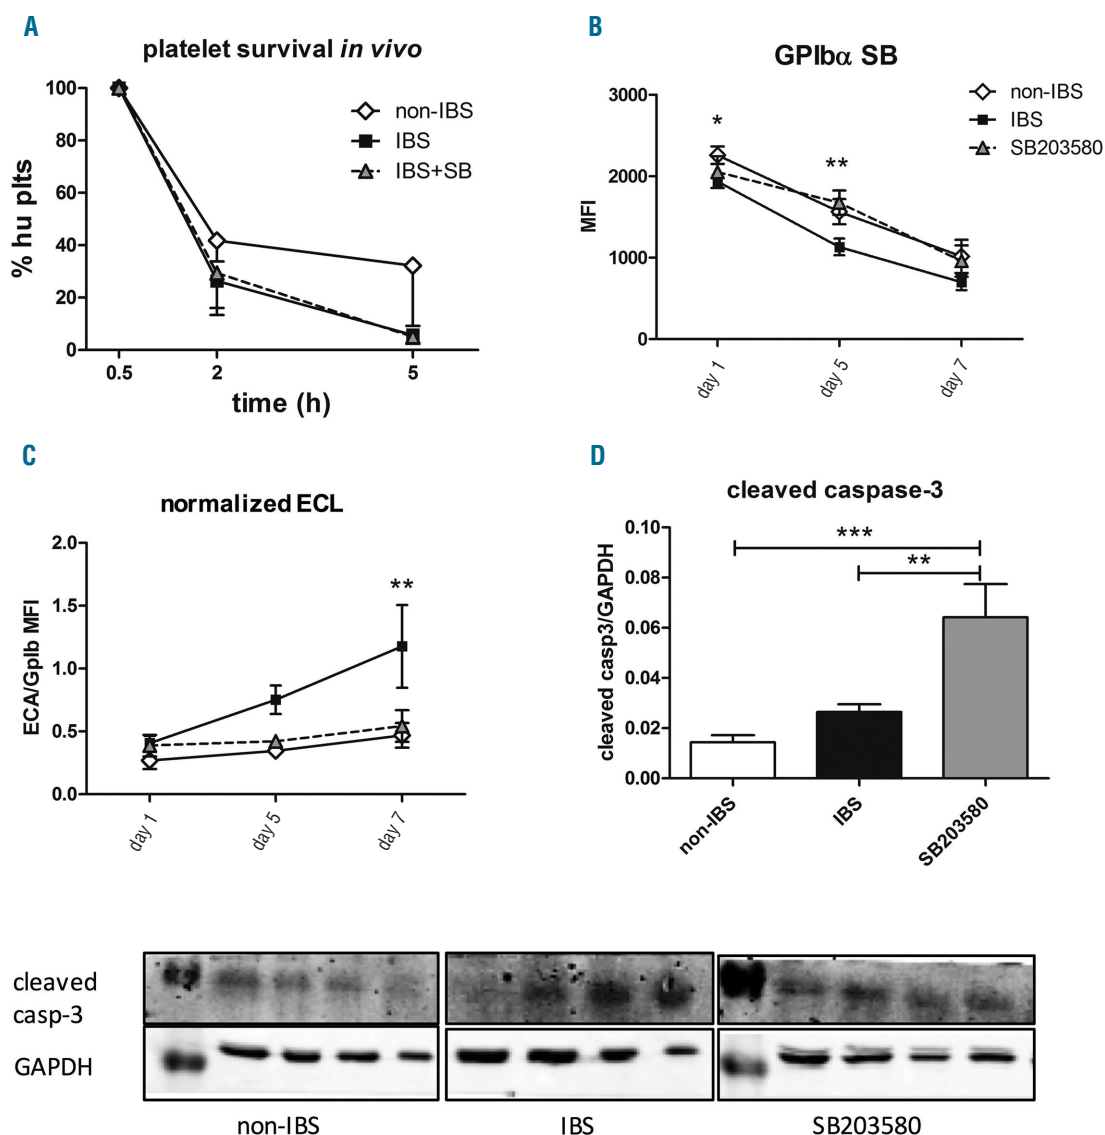 A
platelet survival in vivo
100
80
60
40
20
0
% hu plts
0.5
2
5
time (h)
non-IBS
IBS
IBS+SB
B
GPIbα SB
3000
2000
1000
0
MFI
*
**
day 1
day 5
day 7
non-IBS
IBS
SB203580
C
normalized ECL
2.0
1.5
1.0
0.5
0.0
ECA/GpIb MFI
**
day 1
day 5
day 7
D
cleaved caspase-3
0.10
0.08
0.06
0.04
0.02
0.00
cleaved casp3/GAPDH
***
**
non-IBS
IBS
SB203580
cleaved
casp-3
GAPDH
non-IBS
IBS
SB203580